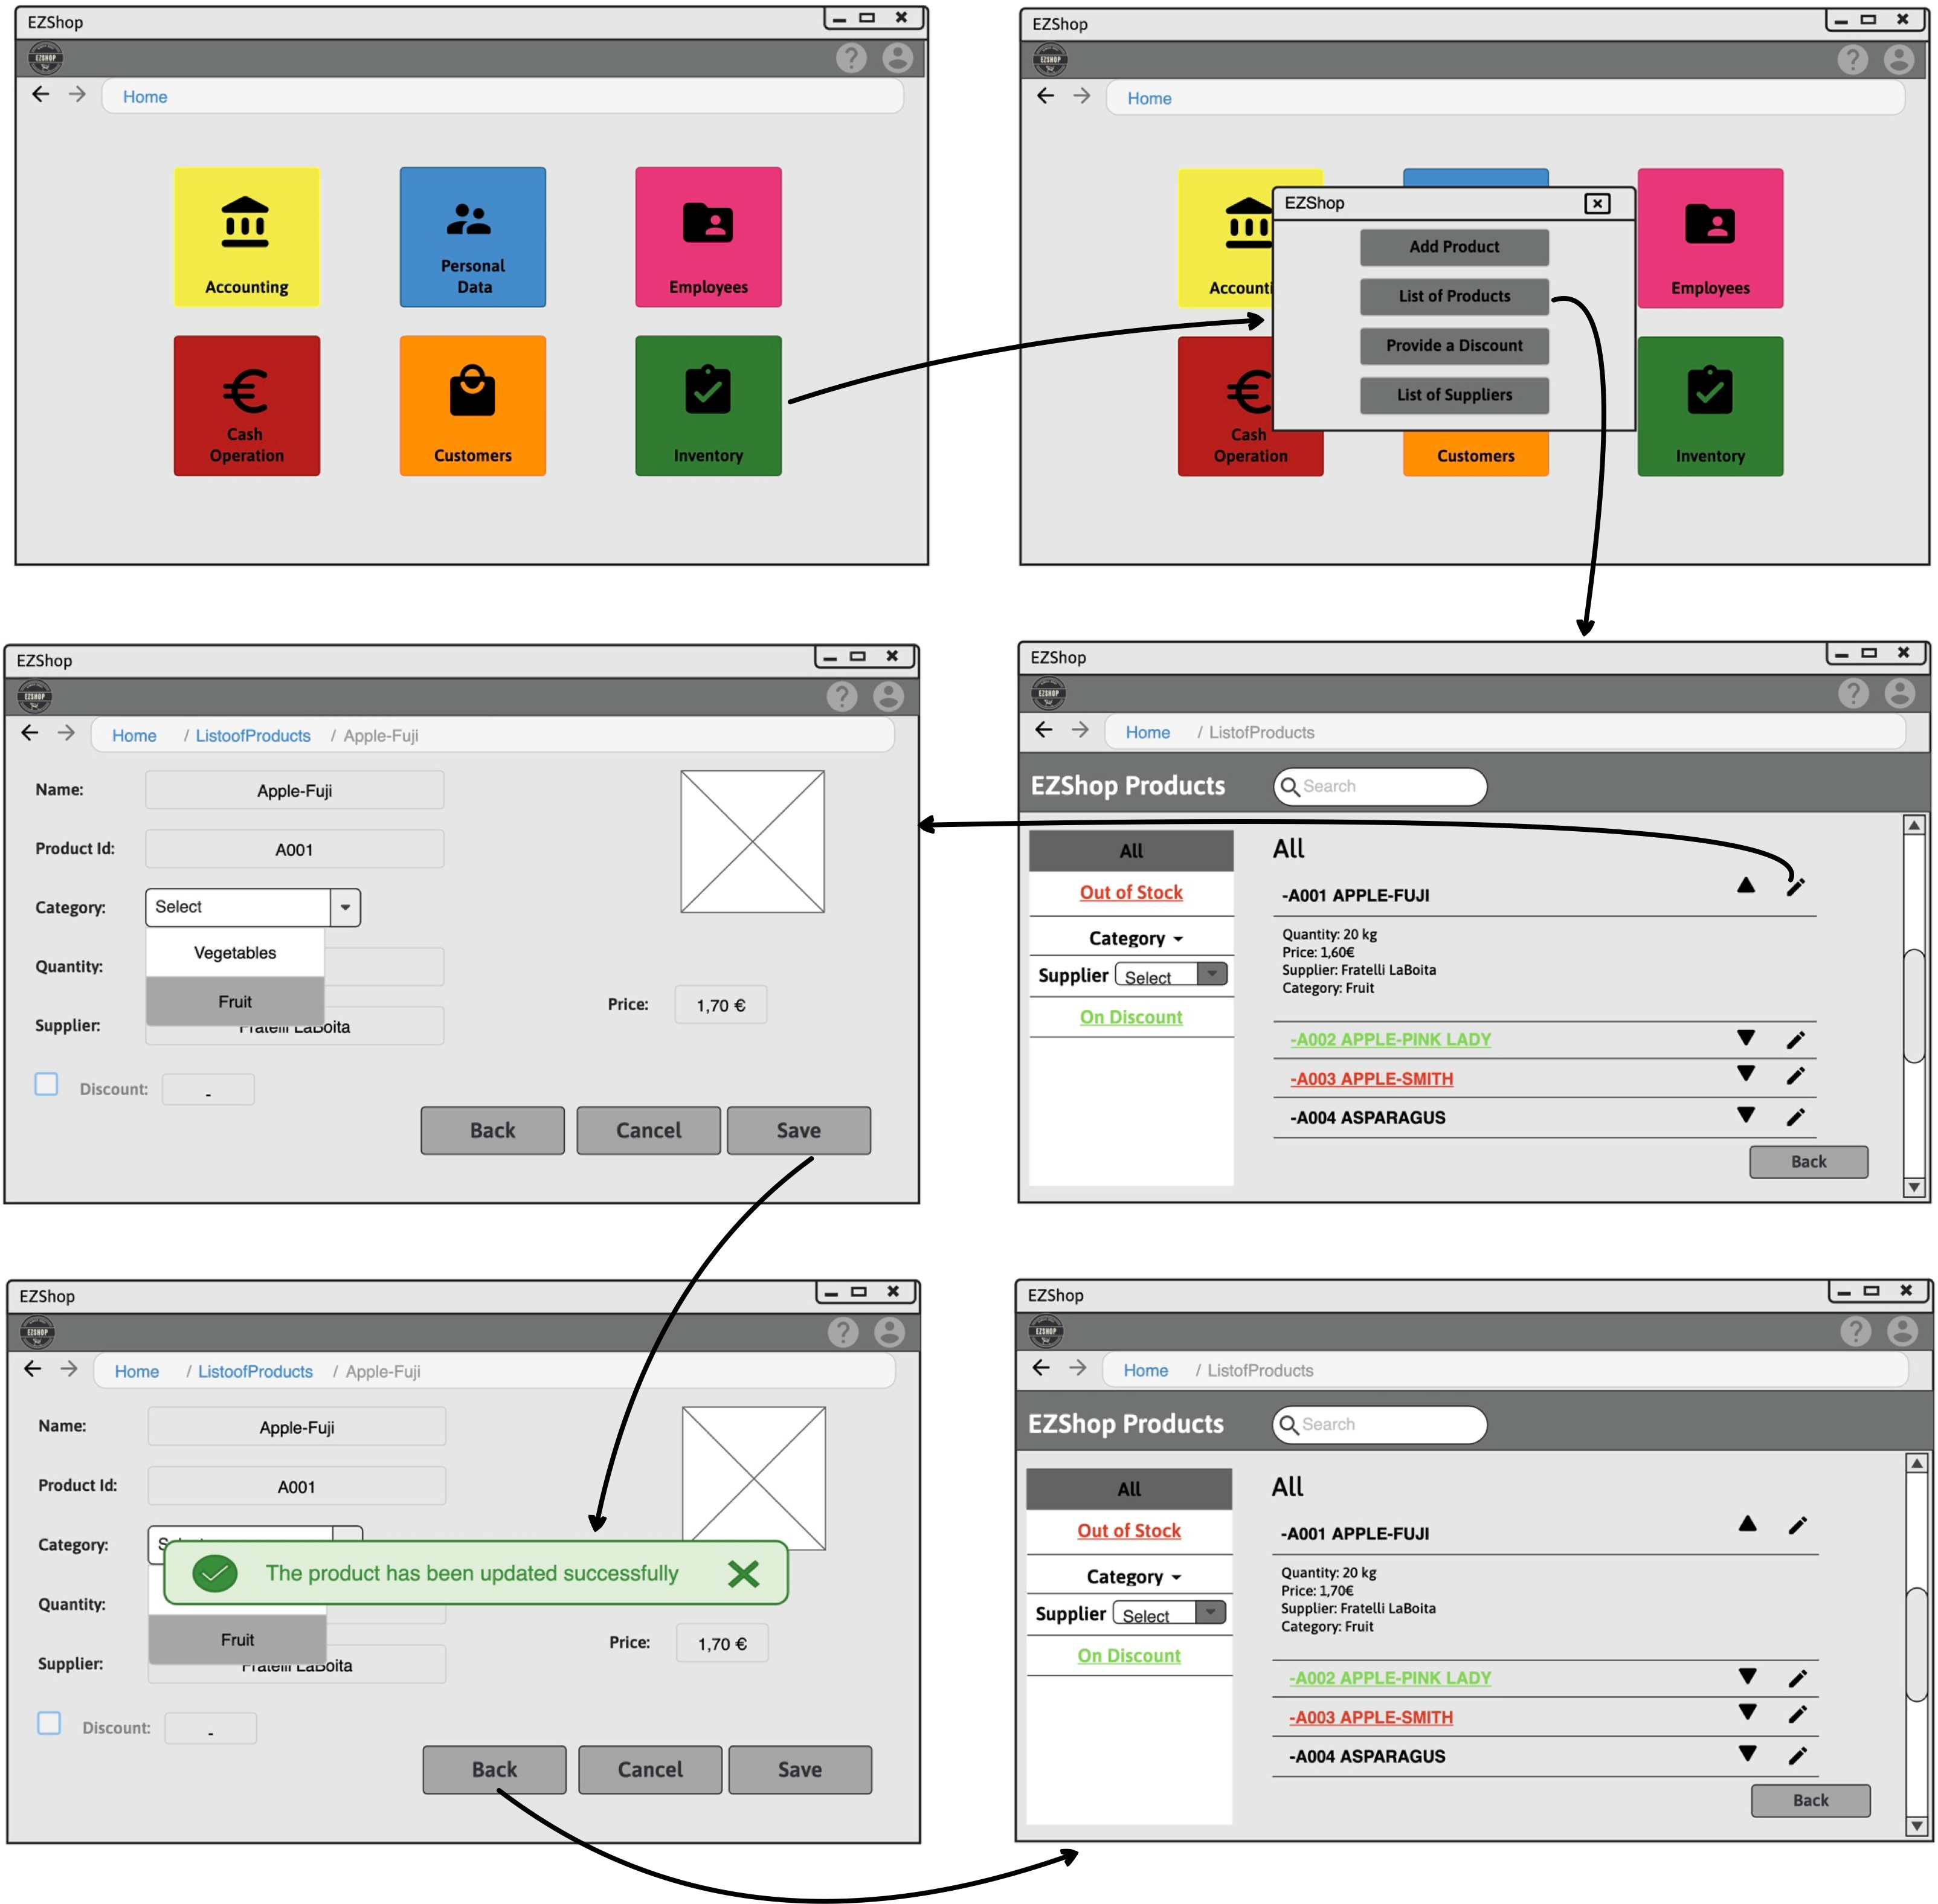 EZShop
EZSHOP
?
Home
Accounting
Personal
Data
Employees
Cash
Operation
Customers
Inventory
EZShop
EZSHOP
?
Home
Accounti
Employees
EZShop
Add Product
List of Products
Provide a Discount
List of Suppliers
Cash
Operation
Customers
Inventory
EZShop
EZSHOP
?
Home / ListoofProducts / Apple-Fuji
Name: Apple-Fuji
Product Id: A001
Category: Select
Vegetables
Quantity:
Fruit
Price: 1,70 €
Supplier: Fratelli LaBoita
Discount: -
Back Cancel Save
EZShop
EZSHOP
?
Home / ListofProducts
EZShop Products Search
All
Out of Stock
Category
Supplier Select
On Discount
All
-A001 APPLE-FUJI
Quantity: 20 kg
Price: 1,60€
Supplier: Fratelli LaBoita
Category: Fruit
-A002 APPLE-PINK LADY
-A003 APPLE-SMITH
-A004 ASPARAGUS
Back
EZShop
EZSHOP
?
Home / ListoofProducts / Apple-Fuji
Name: Apple-Fuji
Product Id: A001
Category:
The product has been updated successfully
Quantity:
Fruit
Price: 1,70 €
Supplier: Fratelli LaBoita
Discount: -
Back Cancel Save
EZShop
EZSHOP
?
Home / ListofProducts
EZShop Products Search
All
Out of Stock
Category
Supplier Select
On Discount
All
-A001 APPLE-FUJI
Quantity: 20 kg
Price: 1,70€
Supplier: Fratelli LaBoita
Category: Fruit
-A002 APPLE-PINK LADY
-A003 APPLE-SMITH
-A004 ASPARAGUS
Back